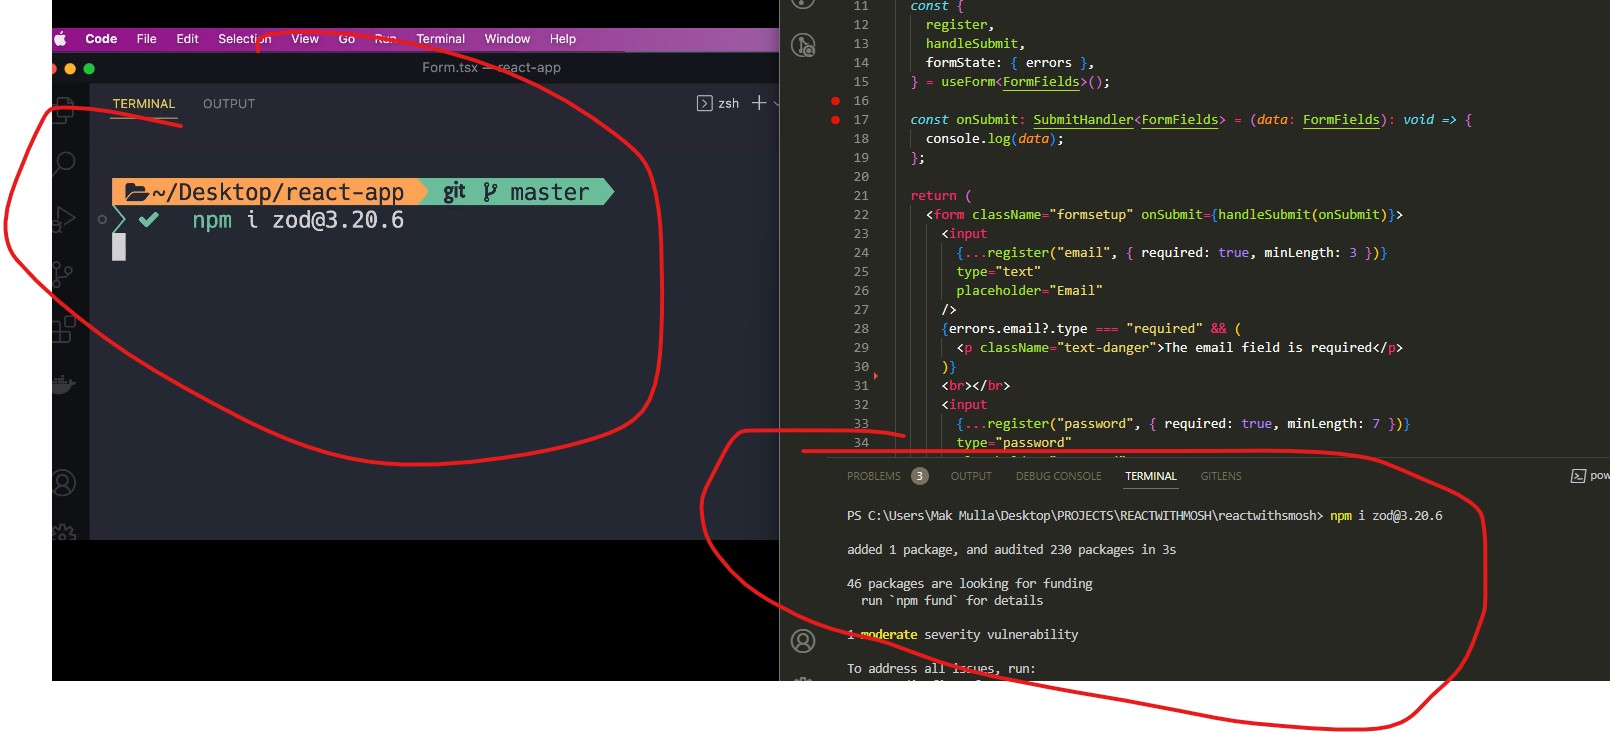 Code File Edit Selection View Go Run Terminal Window Help
Form.tsx — react-app
TERMINAL OUTPUT
zsh
~/Desktop/react-app git master
npm i zod@3.20.6
11 const {
12 register,
13 handleSubmit,
14 formState: { errors },
15 } = useForm<FormFields>();
16
17 const onSubmit: SubmitHandler<FormFields> = (data: FormFields): void => {
18 console.log(data);
19 };
20
21 return (
22 <form className="formsetup" onSubmit={handleSubmit(onSubmit)}>
23 <input
24 {...register("email", { required: true, minLength: 3 })}
25 type="text"
26 placeholder="Email"
27 />
28 {errors.email?.type === "required" && (
29 <p className="text-danger">The email field is required</p>
30 )}
31 <br></br>
32 <input
33 {...register("password", { required: true, minLength: 7 })}
34 type="password"
PROBLEMS 3 OUTPUT DEBUG CONSOLE TERMINAL GITLENS pow
PS C:\Users\Mak Mulla\Desktop\PROJECTS\REACTWITHMOSH\reactwithsmosh> npm i zod@3.20.6
added 1 package, and audited 230 packages in 3s
46 packages are looking for funding
run `npm fund` for details
1 moderate severity vulnerability
To address all issues, run: